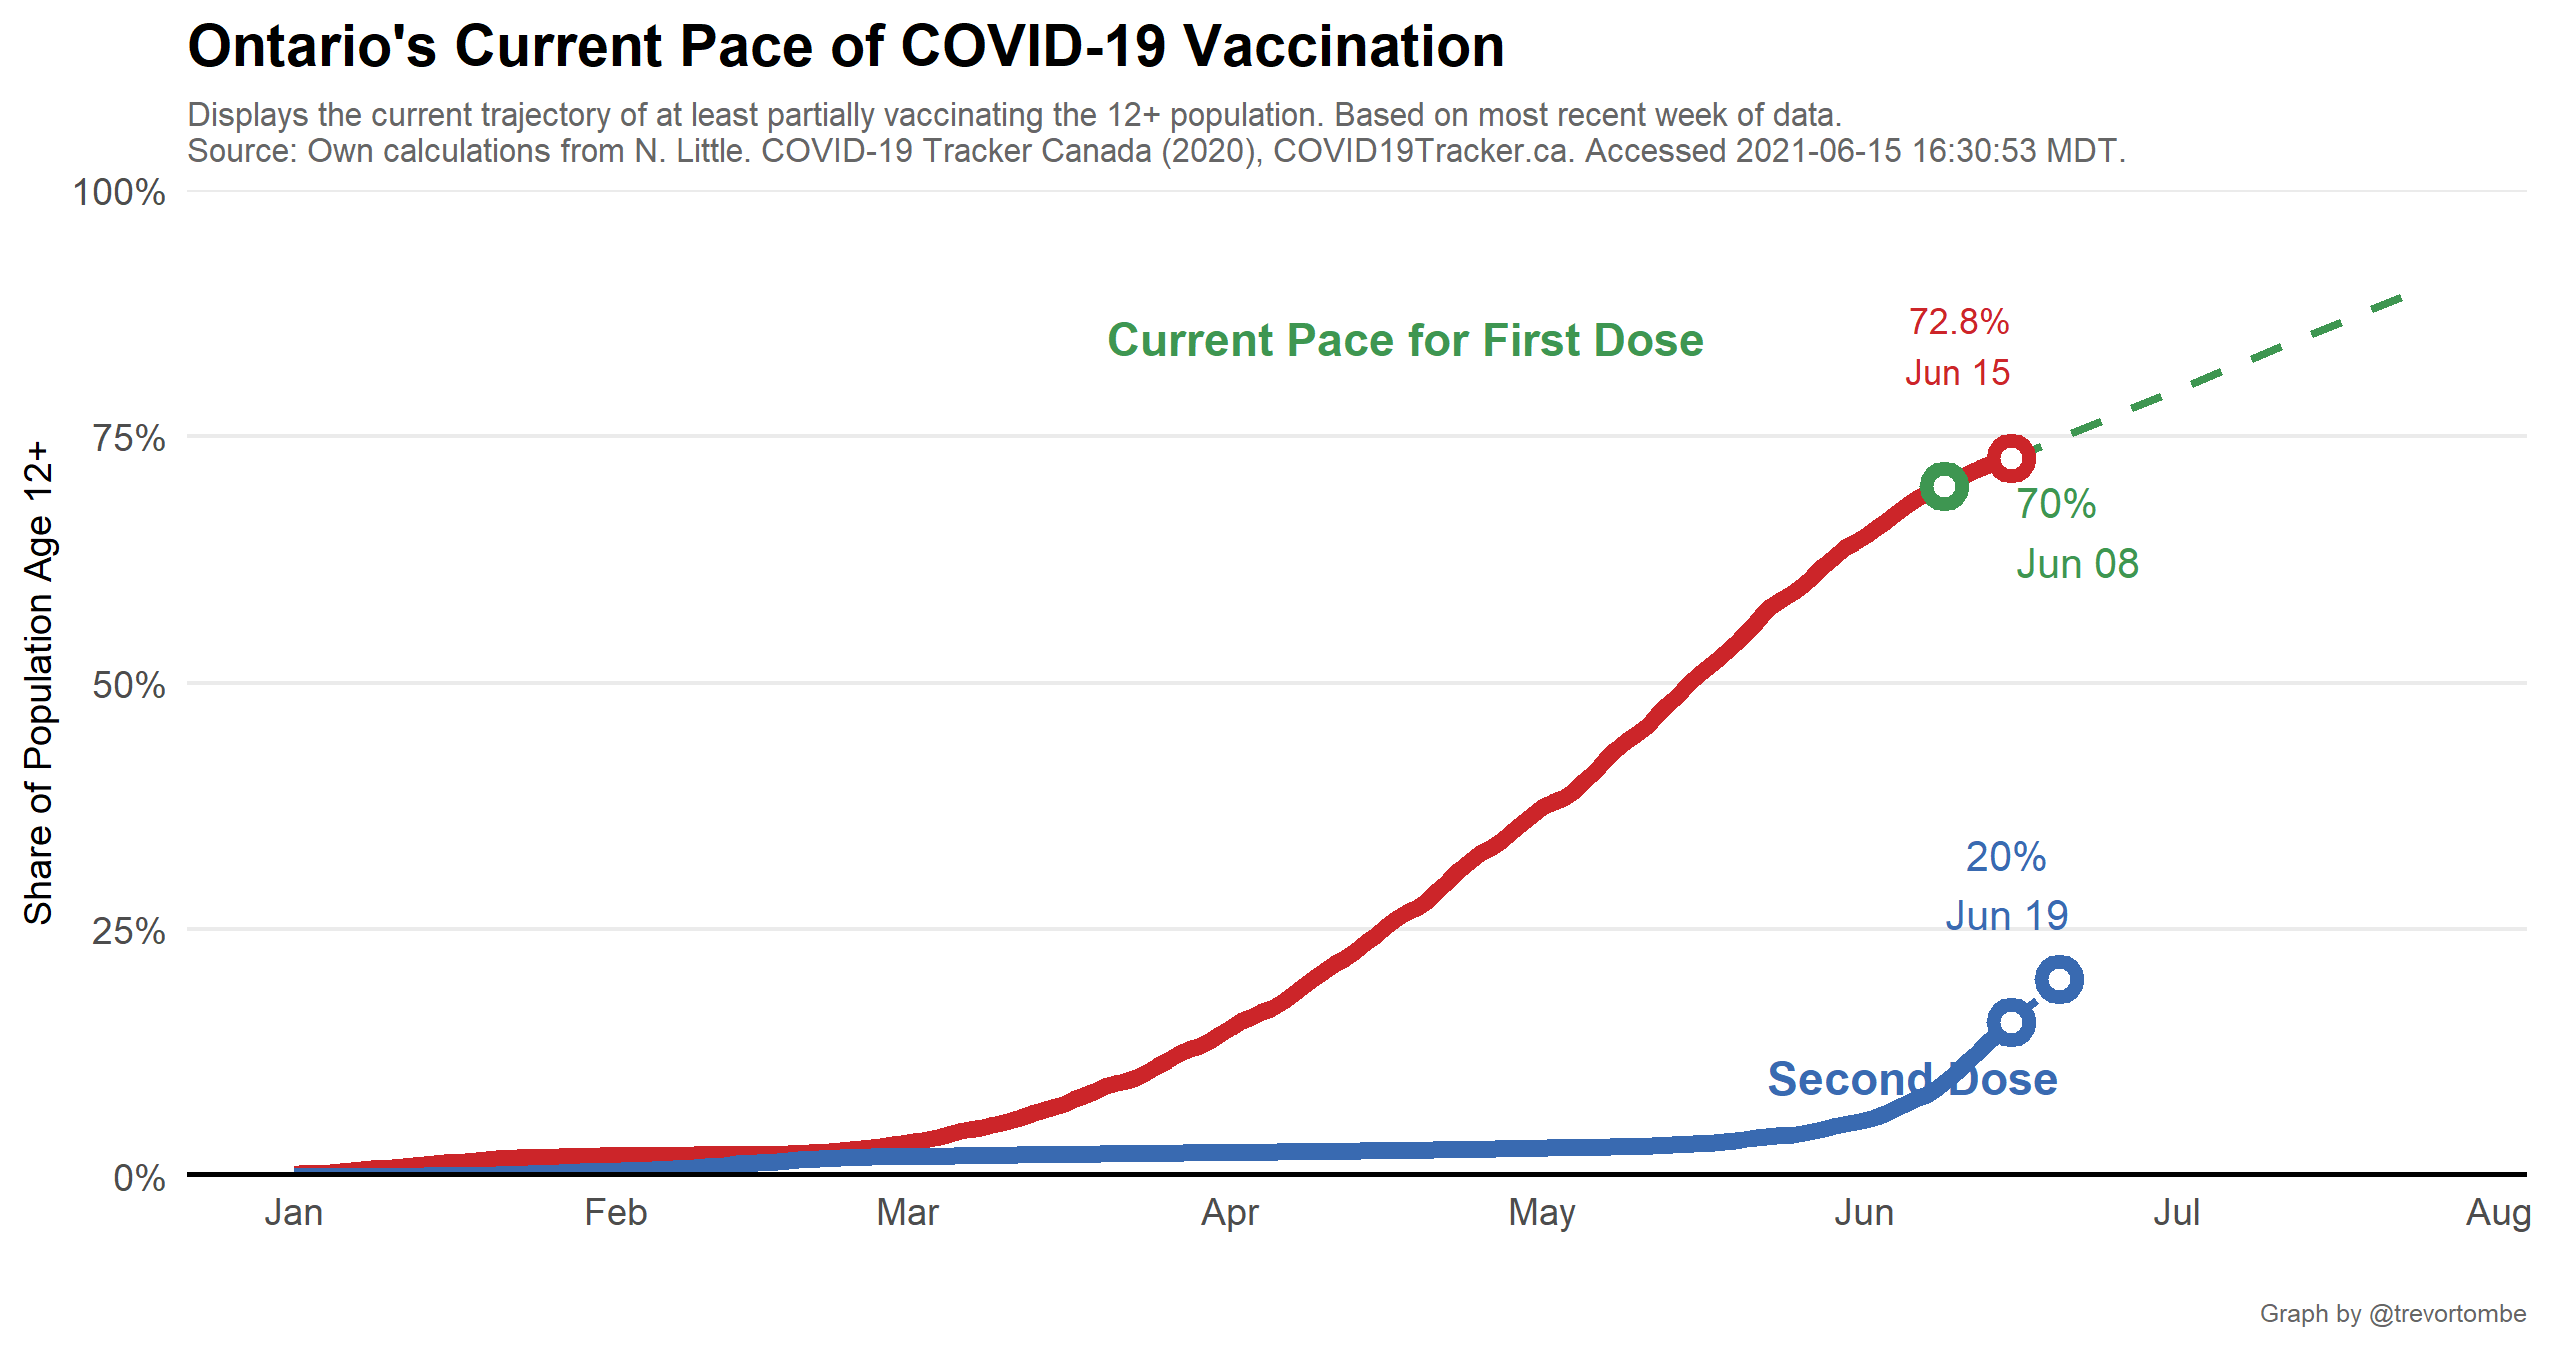 Ontario's Current Pace of COVID-19 Vaccination
Displays the current trajectory of at least partially vaccinating the 12+ population. Based on most recent week of data.
Source: Own calculations from N. Little. COVID-19 Tracker Canada (2020), COVID19Tracker.ca. Accessed 2021-06-15 16:30:53 MDT.
Share of Population Age 12+
100%
75%
50%
25%
0%
Current Pace for First Dose
72.8%
Jun 15
70%
Jun 08
20%
Jun 19
Second Dose
Jan
Feb
Mar
Apr
May
Jun
Jul
Aug
Graph by @trevortombe